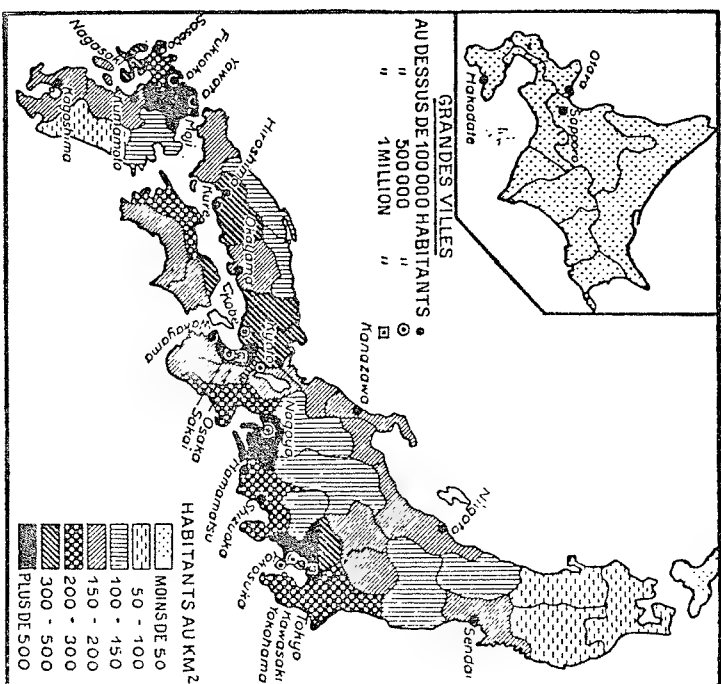 Otaru
Sapporo
Hakodate
GRANDES VILLES
AU DESSUS DE 100 000 HABITANTS
" 500 000 "
" 1 MILLION "
Sasebo
Fukuoka
Yawata
Moji
Nagasaki
Kumamoto
Kagoshima
Hiroshima
Kure
Okayama
Kobe
Kyoto
Wakayama
Osaka
Sakai
Kanazawa
Nagoya
Hamamatsu
Shizuoka
Niigata
Sendai
Tokyo
Kawasaki
Yokohama
Yokosuka
HABITANTS AU KM2
MOINS DE 50
50 - 100
100 - 150
150 - 200
200 - 300
300 - 500
PLUS DE 500